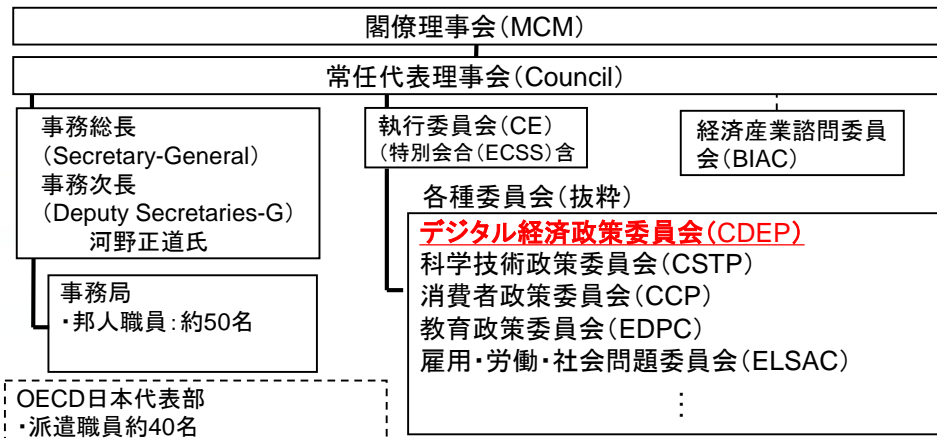 閣僚理事会(MCM)
常任代表理事会(Council)
事務総長
(Secretary-General)
事務次長
(Deputy Secretaries-G)
河野正道氏
執行委員会(CE)
(特別会合(ECSS)含
経済産業諮問委員
会(BIAC)
各種委員会(抜粋)
デジタル経済政策委員会(CDEP)
科学技術政策委員会(CSTP)
消費者政策委員会(CCP)
教育政策委員会(EDPC)
雇用・労働・社会問題委員会(ELSAC)
⋮
事務局
・邦人職員:約50名
OECD日本代表部
・派遣職員約40名